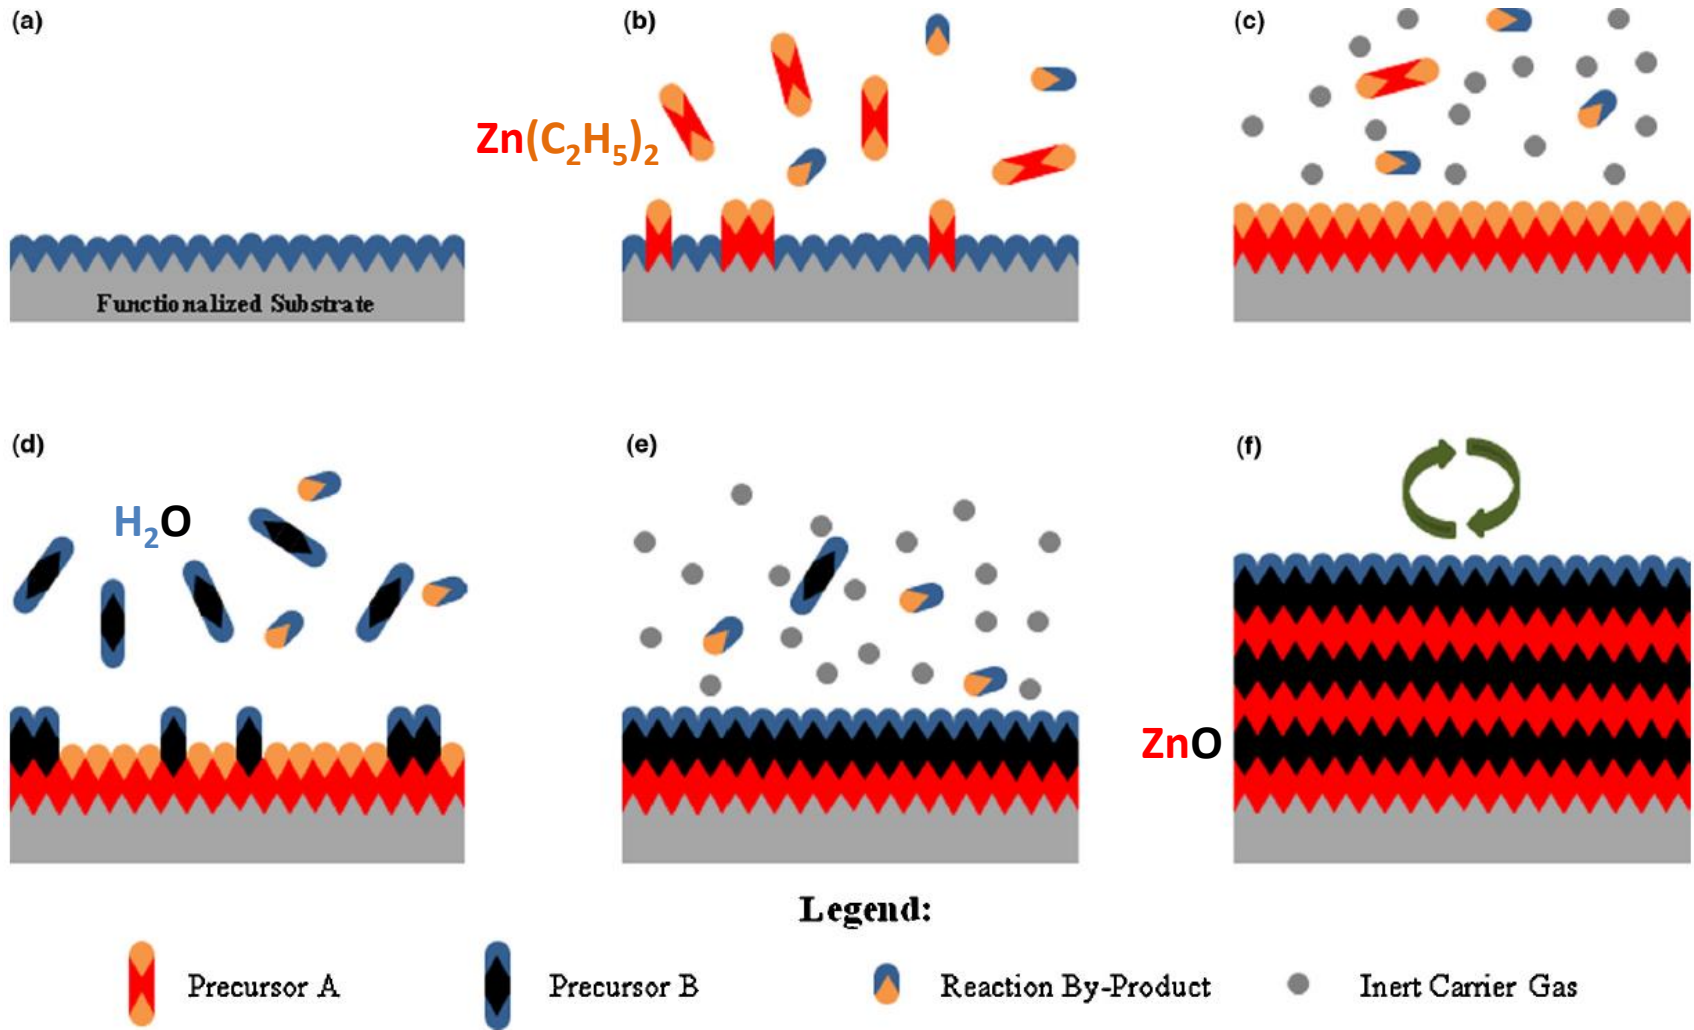 (a)
(b)
(c)
Zn(C₂H₅)₂
Functionalized Substrate
(d)
(e)
(f)
H₂O
ZnO
Legend:
Precursor A
Precursor B
Reaction By-Product
Inert Carrier Gas